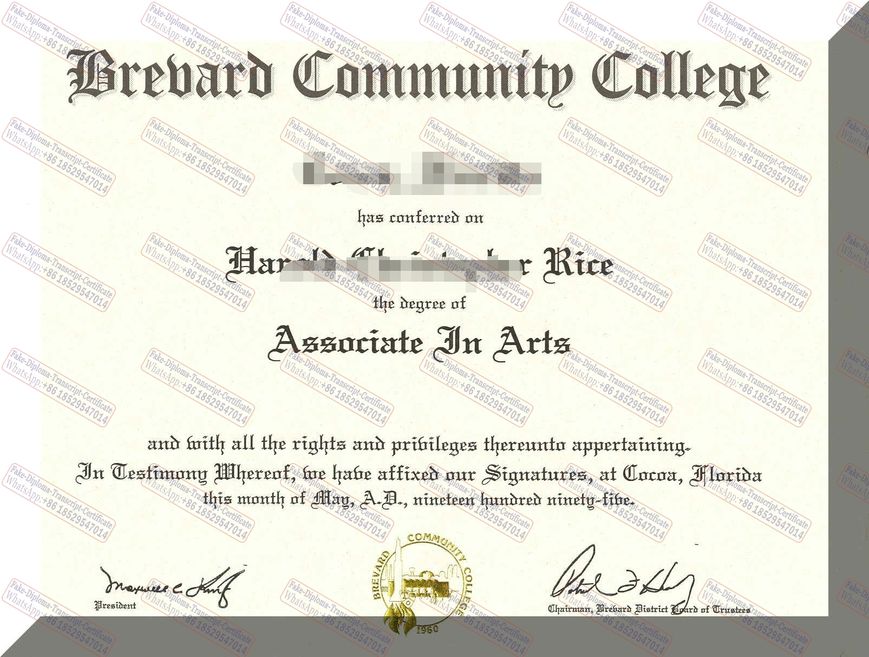 Fake-Diploma-Transcript-Certificate
WhatsApp:+86 18529547014
Brevard Community College
has conferred on
Rice
the degree of
Associate In Arts
and with all the rights and privileges thereunto appertaining.
In Testimony Whereof, we have affixed our Signatures, at Cocoa, Florida
this month of May, A.D., nineteen hundred ninety-five.
BREVARD COMMUNITY COLLEGE
1960
President
Chairman, Brevard District Board of Trustees